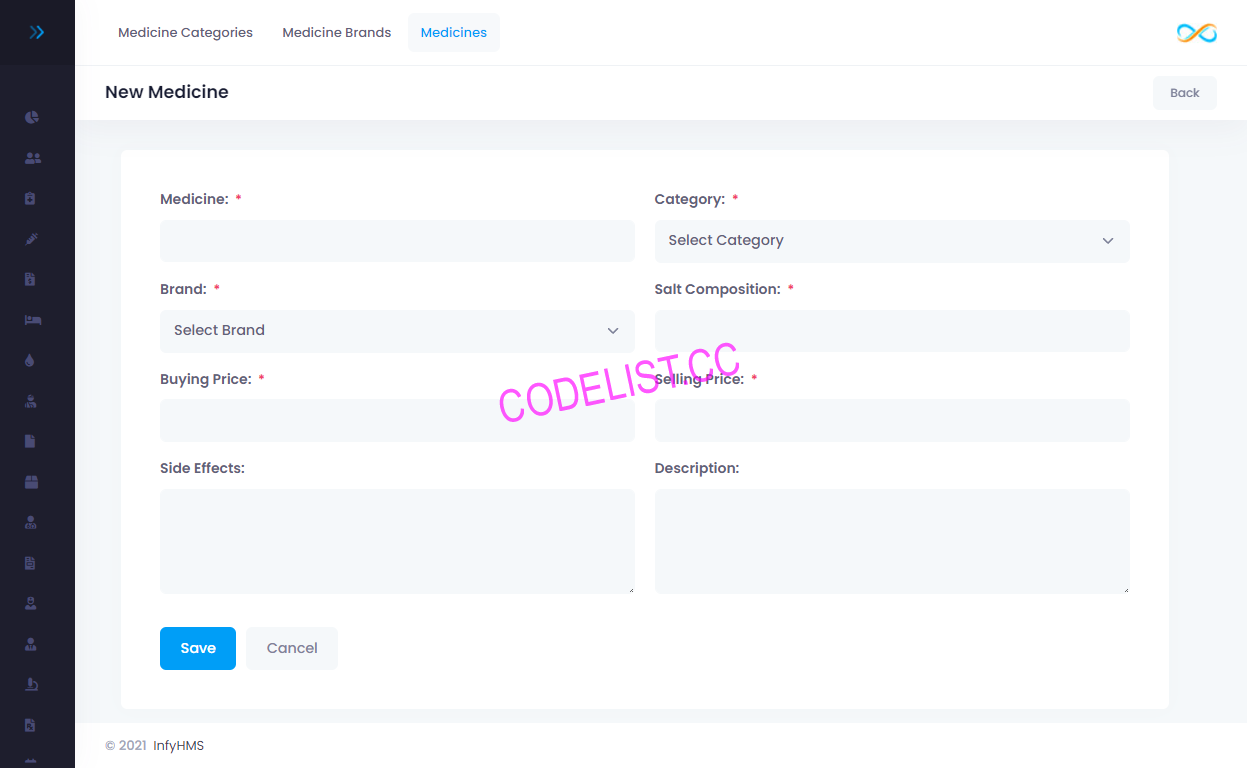 Medicine Categories Medicine Brands Medicines
New Medicine Back
Medicine: * Category: *
Select Category
Brand: * Salt Composition: *
Select Brand
Buying Price: * Selling Price: *
CODELIST.CC
Side Effects: Description:
Save Cancel
© 2021 InfyHMS